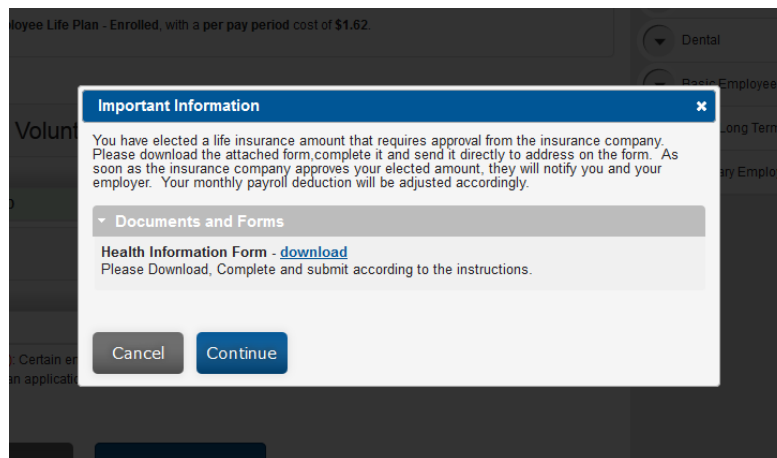 Employee Life Plan - Enrolled, with a per pay period cost of $1.62.
Dental
Basic Employee
Important Information
Long Term
You have elected a life insurance amount that requires approval from the insurance company.
Please download the attached form,complete it and send it directly to address on the form. As
soon as the insurance company approves your elected amount, they will notify you and your
employer. Your monthly payroll deduction will be adjusted accordingly.
Documents and Forms
Health Information Form - download
Please Download, Complete and submit according to the instructions.
Cancel
Continue
Certain
an